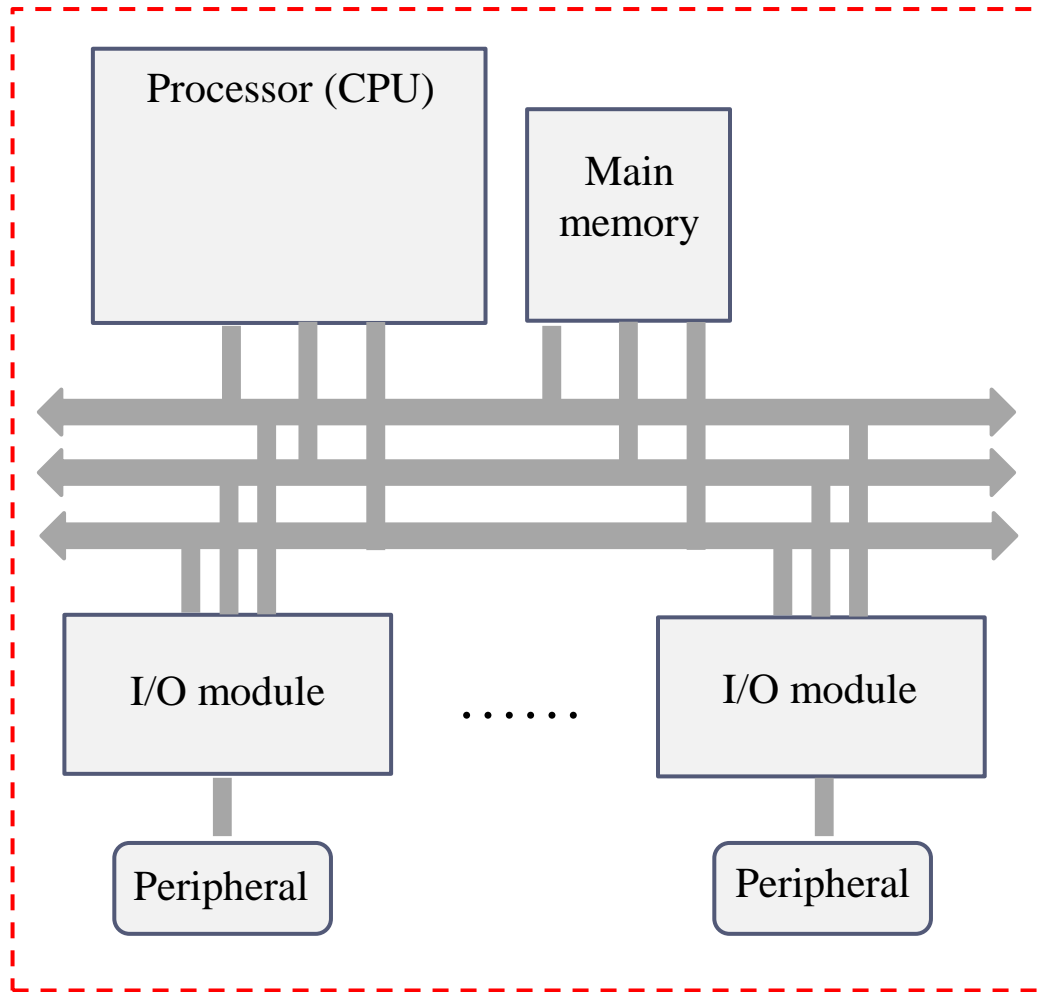 Processor (CPU)
Main
memory
I/O module
......
I/O module
Peripheral
Peripheral